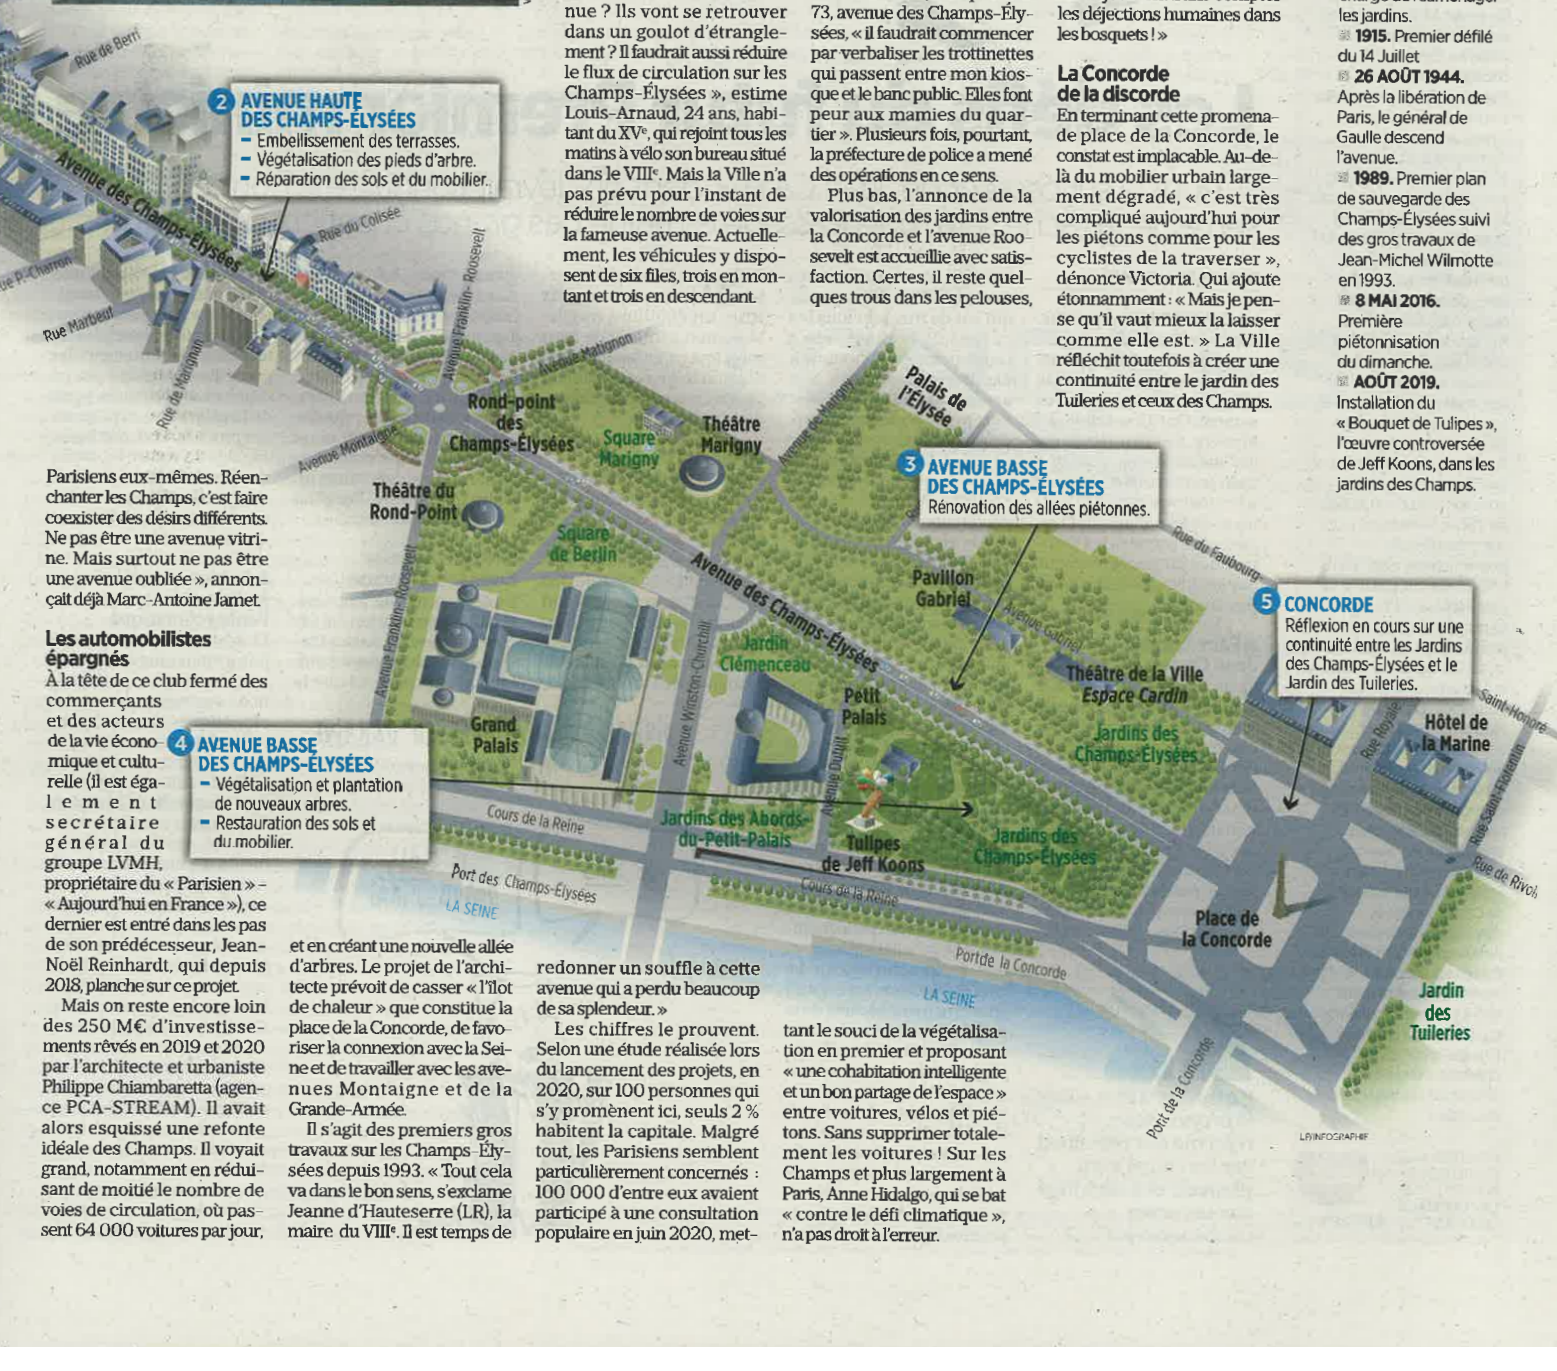 nue ? Ils vont se retrouver
dans un goulot d'étrangle-
ment ? Il faudrait aussi réduire
le flux de circulation sur les
Champs-Élysées », estime
Louis-Arnaud, 24 ans, habi-
tant du XVe, qui rejoint tous les
matins à vélo son bureau situé
dans le VIIIe. Mais la Ville n'a
pas prévu pour l'instant de
réduire le nombre de voies sur
la fameuse avenue. Actuelle-
ment, les véhicules y dispo-
sent de six files, trois en mon-
tant et trois en descendant.
73, avenue des Champs-Ély-
sées, « il faudrait commencer
par verbaliser les trottinettes
qui passent entre mon kios-
que et le banc public. Elles font
peur aux mamies du quar-
tier ». Plusieurs fois, pourtant,
la préfecture de police a mené
des opérations en ce sens.
Plus bas, l'annonce de la
valorisation des jardins entre
la Concorde et l'avenue Roo-
sevelt est accueillie avec satis-
faction. Certes, il reste quel-
ques trous dans les pelouses,
les déjections humaines dans
les bosquets ! »
La Concorde
de la discorde
En terminant cette promena-
de place de la Concorde, le
constat est implacable. Au-de-
là du mobilier urbain large-
ment dégradé, « c'est très
compliqué aujourd'hui pour
les piétons comme pour les
cyclistes de la traverser »,
dénonce Victoria. Qui ajoute
étonnamment : « Mais je pen-
se qu'il vaut mieux la laisser
comme elle est. » La Ville
réfléchit toutefois à créer une
continuité entre le jardin des
Tuileries et ceux des Champs.
les jardins.
1915. Premier défilé
du 14 Juillet
26 AOÛT 1944.
Après la libération de
Paris, le général de
Gaulle descend
l'avenue.
1989. Premier plan
de sauvegarde des
Champs-Élysées suivi
des gros travaux de
Jean-Michel Wilmotte
en 1993.
8 MAI 2016.
Première
piétonnisation
du dimanche.
AOÛT 2019.
Installation du
« Bouquet de Tulipes »,
l'œuvre controversée
de Jeff Koons, dans les
jardins des Champs.
Rue de Berri
2 AVENUE HAUTE
DES CHAMPS-ÉLYSÉES
– Embellissement des terrasses.
– Végétalisation des pieds d'arbre.
– Réparation des sols et du mobilier.
Avenue des Champs-Élysées
Rue du Colisée
Rue P.-Charron
Rue Marbeuf
Rue de Marignan
Avenue Franklin-Roosevelt
Avenue Matignon
Avenue Montaigne
Rond-point
des
Champs-Élysées
Square
Marigny
Théâtre
Marigny
Avenue de Marigny
Palais de
l'Élysée
Théâtre du
Rond-Point
Square
de Berlin
3 AVENUE BASSE
DES CHAMPS-ÉLYSÉES
Rénovation des allées piétonnes.
Rue du Faubourg
Saint-Honoré
Avenue des Champs-Élysées
Pavillon
Gabriel
Avenue Gabriel
Théâtre de la Ville
Espace Cardin
Jardins des
Champs-Élysées
5 CONCORDE
Réflexion en cours sur une
continuité entre les Jardins
des Champs-Élysées et le
Jardin des Tuileries.
Rue Royale
Hôtel de
la Marine
Rue Saint-Florentin
Rue de Rivoli
Avenue Franklin-Roosevelt
Grand
Palais
Avenue Winston-Churchill
Jardin
Clémenceau
Petit
Palais
Avenue Dutuit
4 AVENUE BASSE
DES CHAMPS-ÉLYSÉES
– Végétalisation et plantation
de nouveaux arbres.
– Restauration des sols et
du mobilier.
Cours de la Reine
Jardins des Abords-
du-Petit-Palais
Tulipes
de Jeff Koons
Jardins des
Champs-Élysées
Cours de la Reine
Port des Champs-Élysées
LA SEINE
Port de la Concorde
LA SEINE
Place de
la Concorde
Pont de la Concorde
Jardin
des
Tuileries
LP/INFOGRAPHIE
Parisiens eux-mêmes. Réen-
chanter les Champs, c'est faire
coexister des désirs différents.
Ne pas être une avenue vitri-
ne. Mais surtout ne pas être
une avenue oubliée », annon-
çait déjà Marc-Antoine Jamet.
Les automobilistes
épargnés
À la tête de ce club fermé des
commerçants
et des acteurs
de la vie écono-
mique et cultu-
relle (il est éga-
lement
secrétaire
général du
groupe LVMH,
propriétaire du « Parisien » -
« Aujourd'hui en France »), ce
dernier est entré dans les pas
de son prédécesseur, Jean-
Noël Reinhardt, qui depuis
2018, planche sur ce projet.
Mais on reste encore loin
des 250 M€ d'investisse-
ments rêvés en 2019 et 2020
par l'architecte et urbaniste
Philippe Chiambaretta (agen-
ce PCA-STREAM). Il avait
alors esquissé une refonte
idéale des Champs. Il voyait
grand, notamment en rédui-
sant de moitié le nombre de
voies de circulation, où pas-
sent 64 000 voitures par jour,
et en créant une nouvelle allée
d'arbres. Le projet de l'archi-
tecte prévoit de casser « l'îlot
de chaleur » que constitue la
place de la Concorde, de favo-
riser la connexion avec la Sei-
ne et de travailler avec les ave-
nues Montaigne et de la
Grande-Armée.
Il s'agit des premiers gros
travaux sur les Champs-Ély-
sées depuis 1993. « Tout cela
va dans le bon sens, s'exclame
Jeanne d'Hauteserre (LR), la
maire du VIIIe. Il est temps de
redonner un souffle à cette
avenue qui a perdu beaucoup
de sa splendeur. »
Les chiffres le prouvent.
Selon une étude réalisée lors
du lancement des projets, en
2020, sur 100 personnes qui
s'y promènent ici, seuls 2 %
habitent la capitale. Malgré
tout, les Parisiens semblent
particulièrement concernés :
100 000 d'entre eux avaient
participé à une consultation
populaire en juin 2020, met-
tant le souci de la végétalisa-
tion en premier et proposant
« une cohabitation intelligente
et un bon partage de l'espace »
entre voitures, vélos et pié-
tons. Sans supprimer totale-
ment les voitures ! Sur les
Champs et plus largement à
Paris, Anne Hidalgo, qui se bat
« contre le défi climatique »,
n'a pas droit à l'erreur.